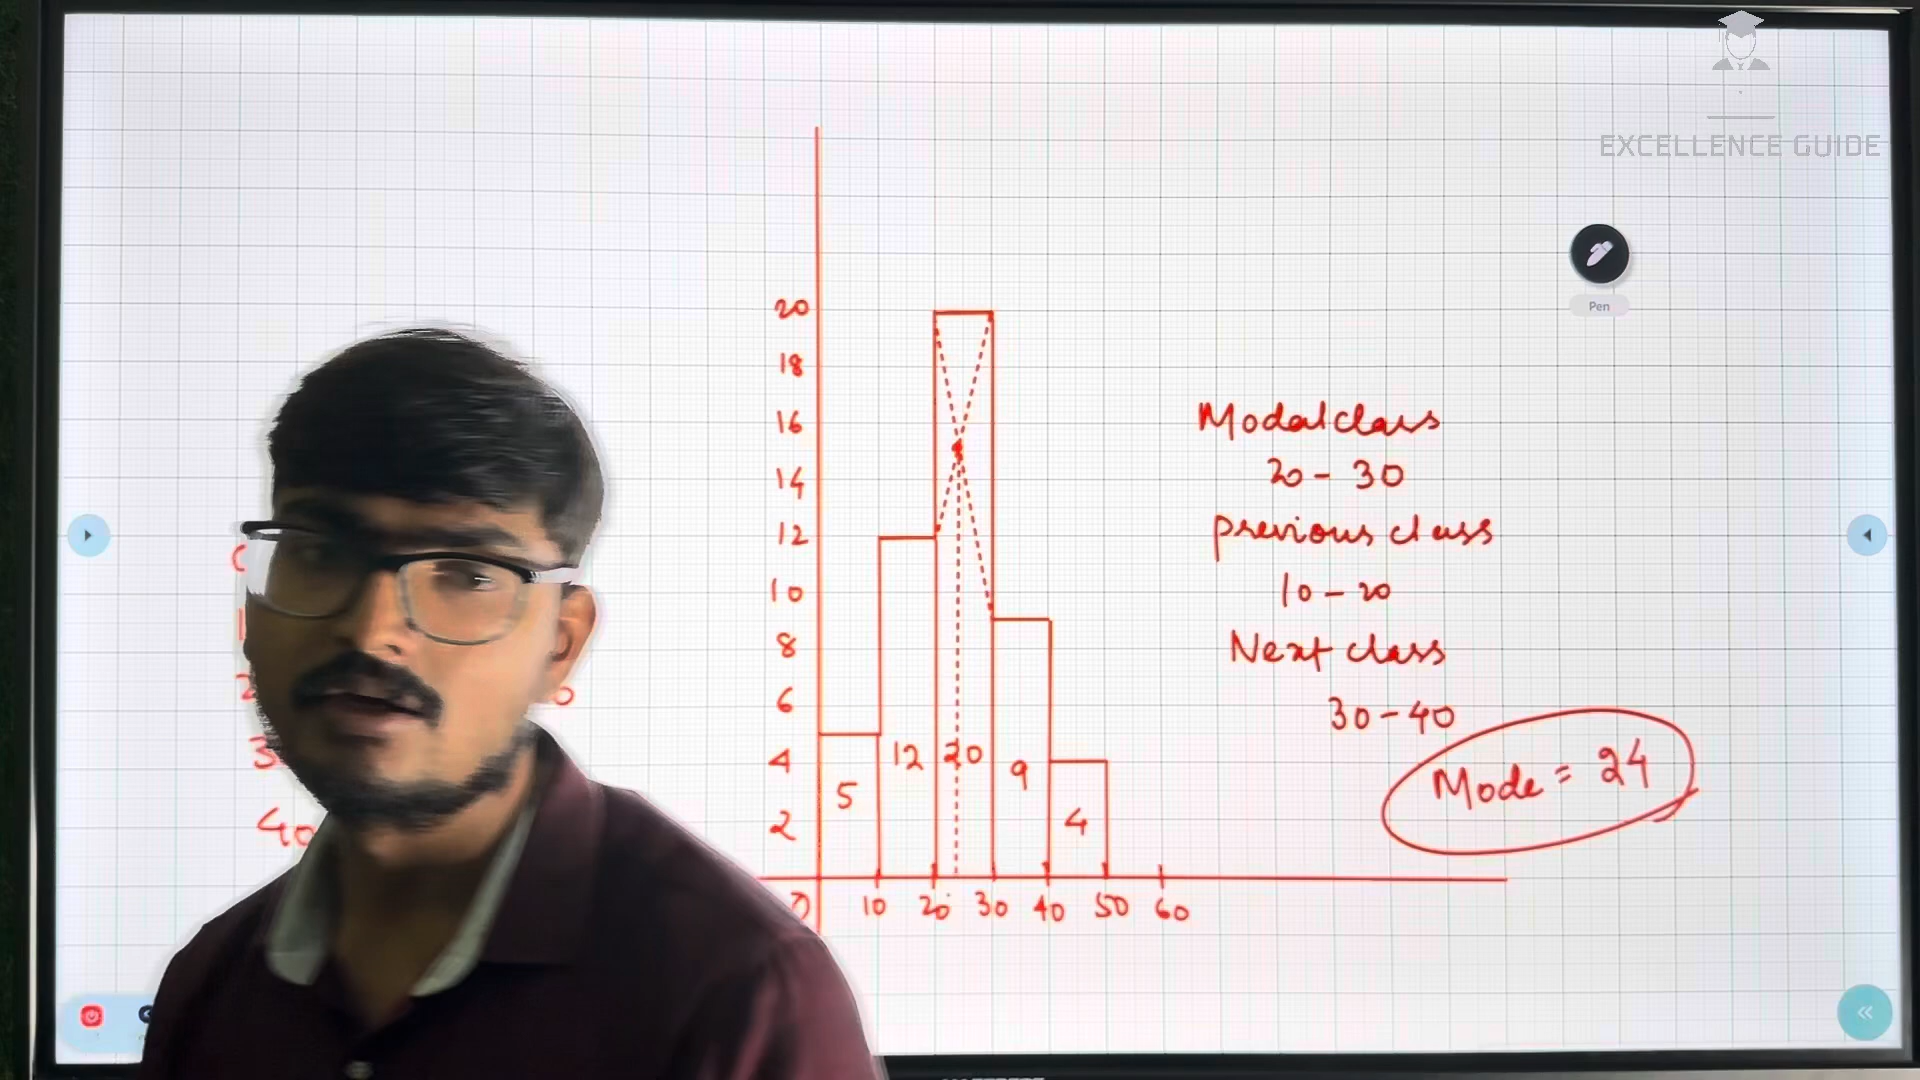 EXCELLENCE GUIDE
Pen
20
18
16
14
12
10
8
6
4
2
5
12
20
9
4
10 20 30 40 50 60
Modal class
20 - 30
previous class
10 - 20
Next class
30 - 40
Mode = 24
40